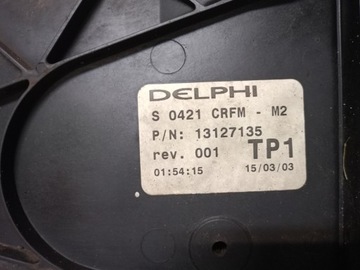 DELPHI
S 0421 CRFM - M2
P/N: 13127135
rev. 001 TP1
01:54:15 15/03/03